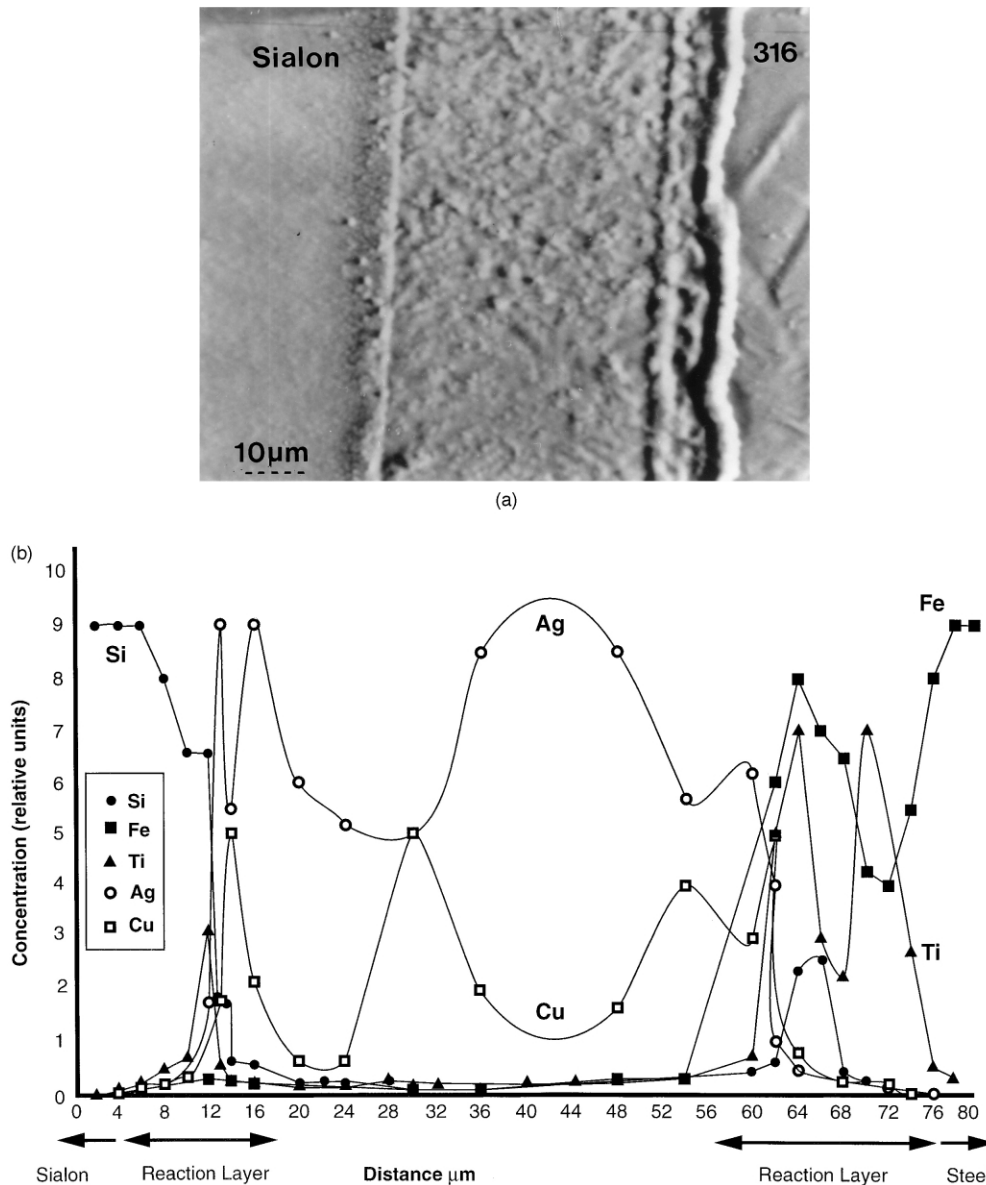 Sialon
316
10μm
(a)
(b)
Concentration (relative units)
10
9
8
7
6
5
4
3
2
1
0
Si
Ag
Cu
Fe
Ti
Si
Fe
Ti
Ag
Cu
0 4 8 12 16 20 24 28 32 36 40 44 48 52 56 60 64 68 72 76 80
Sialon Reaction Layer Distance μm Reaction Layer Stee